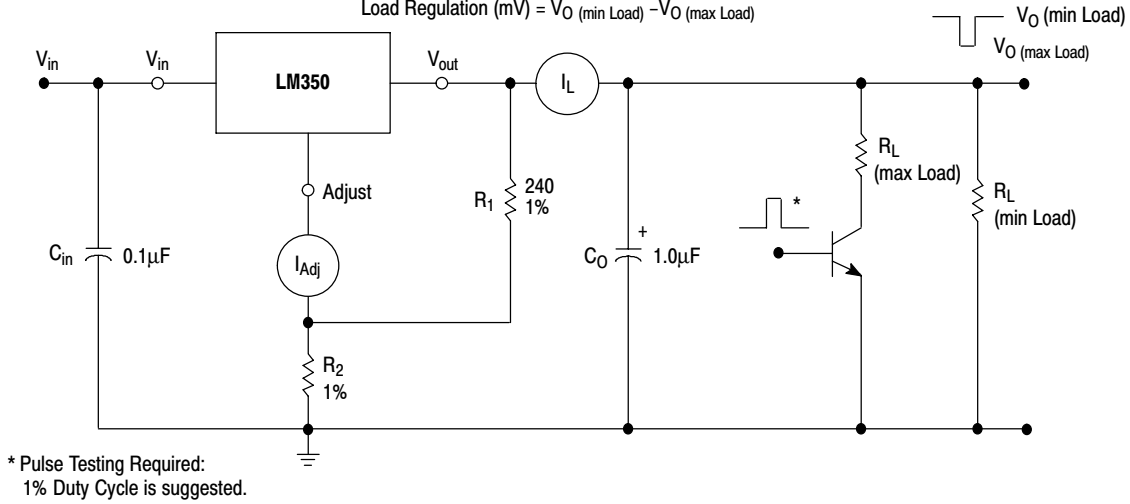 Load Regulation (mV) = VO (min Load) –VO (max Load)
VO (min Load)
VO (max Load)
Vin
Vin
LM350
Vout
IL
Adjust
R1
240
1%
RL
(max Load)
RL
(min Load)
*
Cin
0.1μF
IAdj
CO
+
1.0μF
R2
1%
* Pulse Testing Required:
1% Duty Cycle is suggested.